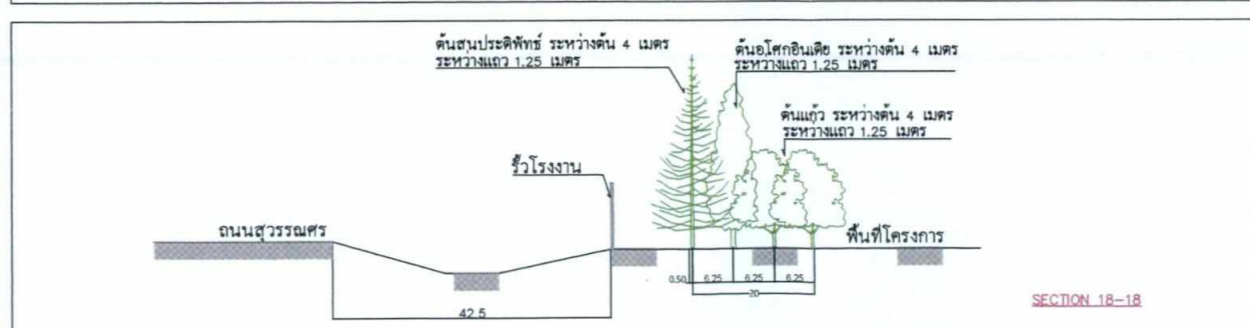 ต้นสนประดิพัทธ์ ระหว่างต้น 4 เมตร
ระหว่างแถว 1.25 เมตร
ต้นอโศกอินเดีย ระหว่างต้น 4 เมตร
ระหว่างแถว 1.25 เมตร
ต้นแก้ว ระหว่างต้น 4 เมตร
ระหว่างแถว 1.25 เมตร
รั้วโรงงาน
ถนนสุวรรณศร
พื้นที่โครงการ
0.50 6.25 6.25 6.25
20
42.5
SECTION 18-18